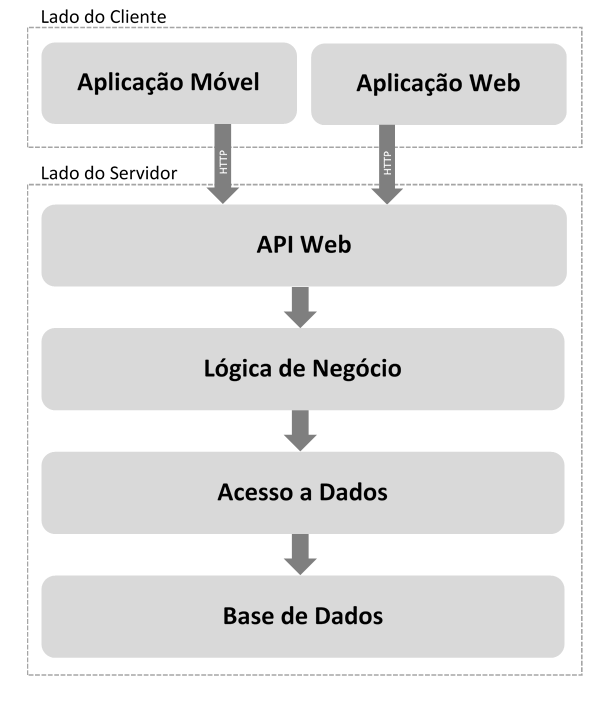 Lado do Cliente
Aplicação Móvel
Aplicação Web
HTTP
HTTP
Lado do Servidor
API Web
Lógica de Negócio
Acesso a Dados
Base de Dados